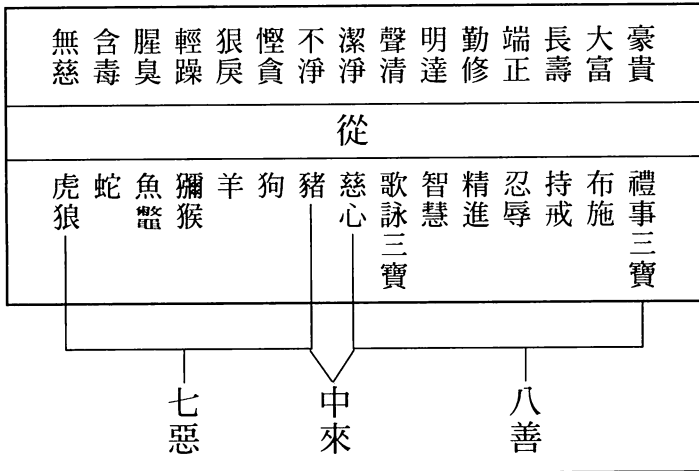 豪貴
大富
長壽
端正
勤修
明達
聲清
潔淨
不淨
慳貪
狠戾
輕躁
腥臭
含毒
無慈
從
禮事三寶
布施
持戒
忍辱
精進
智慧
歌詠三寶
慈心
豬
狗
羊
獼猴
魚鼈
蛇
虎狼
八善
中來
七惡